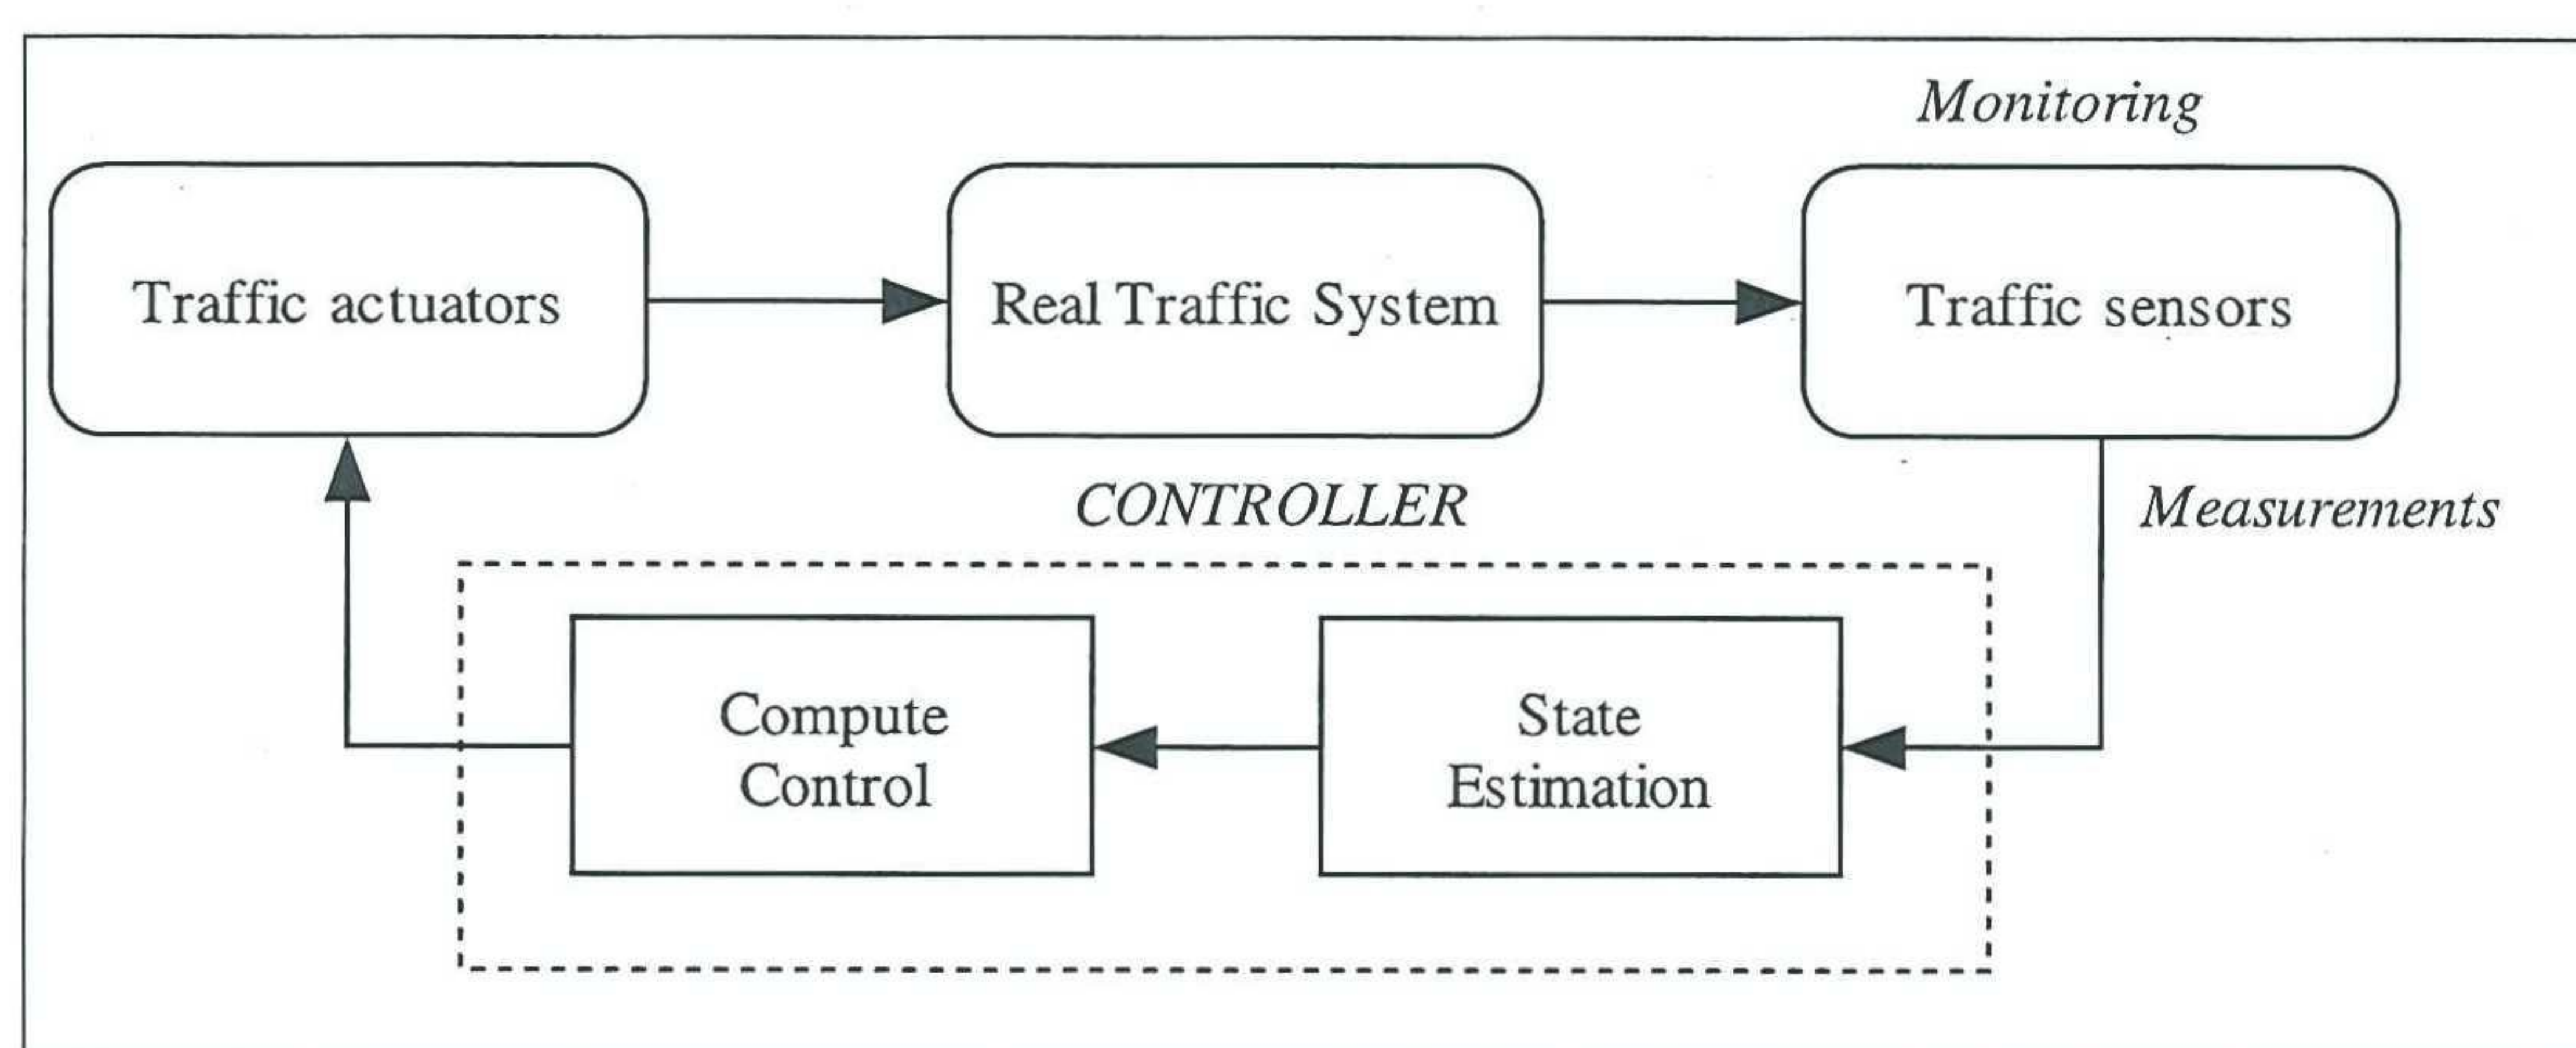 Monitoring
Traffic actuators
Real Traffic System
Traffic sensors
CONTROLLER
Measurements
Compute
Control
State
Estimation